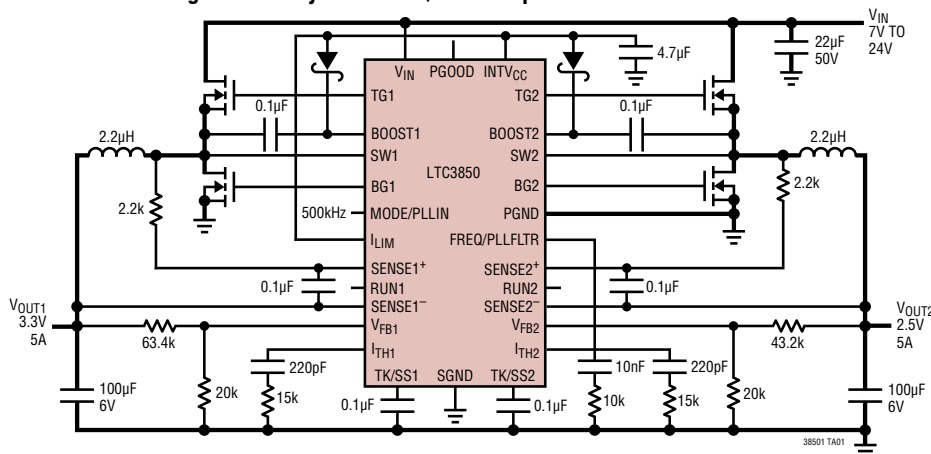 V_IN
7V TO
24V
22µF
50V
4.7µF
V_IN PGOOD INTV_CC
TG1 TG2
0.1µF 0.1µF
2.2µH BOOST1 BOOST2 2.2µH
SW1 SW2
LTC3850
BG1 BG2
2.2k 2.2k
500kHz MODE/PLLIN PGND
I_LIM FREQ/PLLFLTR
SENSE1+ SENSE2+
0.1µF RUN1 RUN2 0.1µF
SENSE1– SENSE2–
V_OUT1
3.3V
5A
V_OUT2
2.5V
5A
63.4k V_FB1 V_FB2 43.2k
I_TH1 I_TH2
220pF 10nF 220pF
TK/SS1 SGND TK/SS2
100µF
6V
20k 15k 0.1µF 0.1µF 10k 15k 20k
100µF
6V
38501 TA01